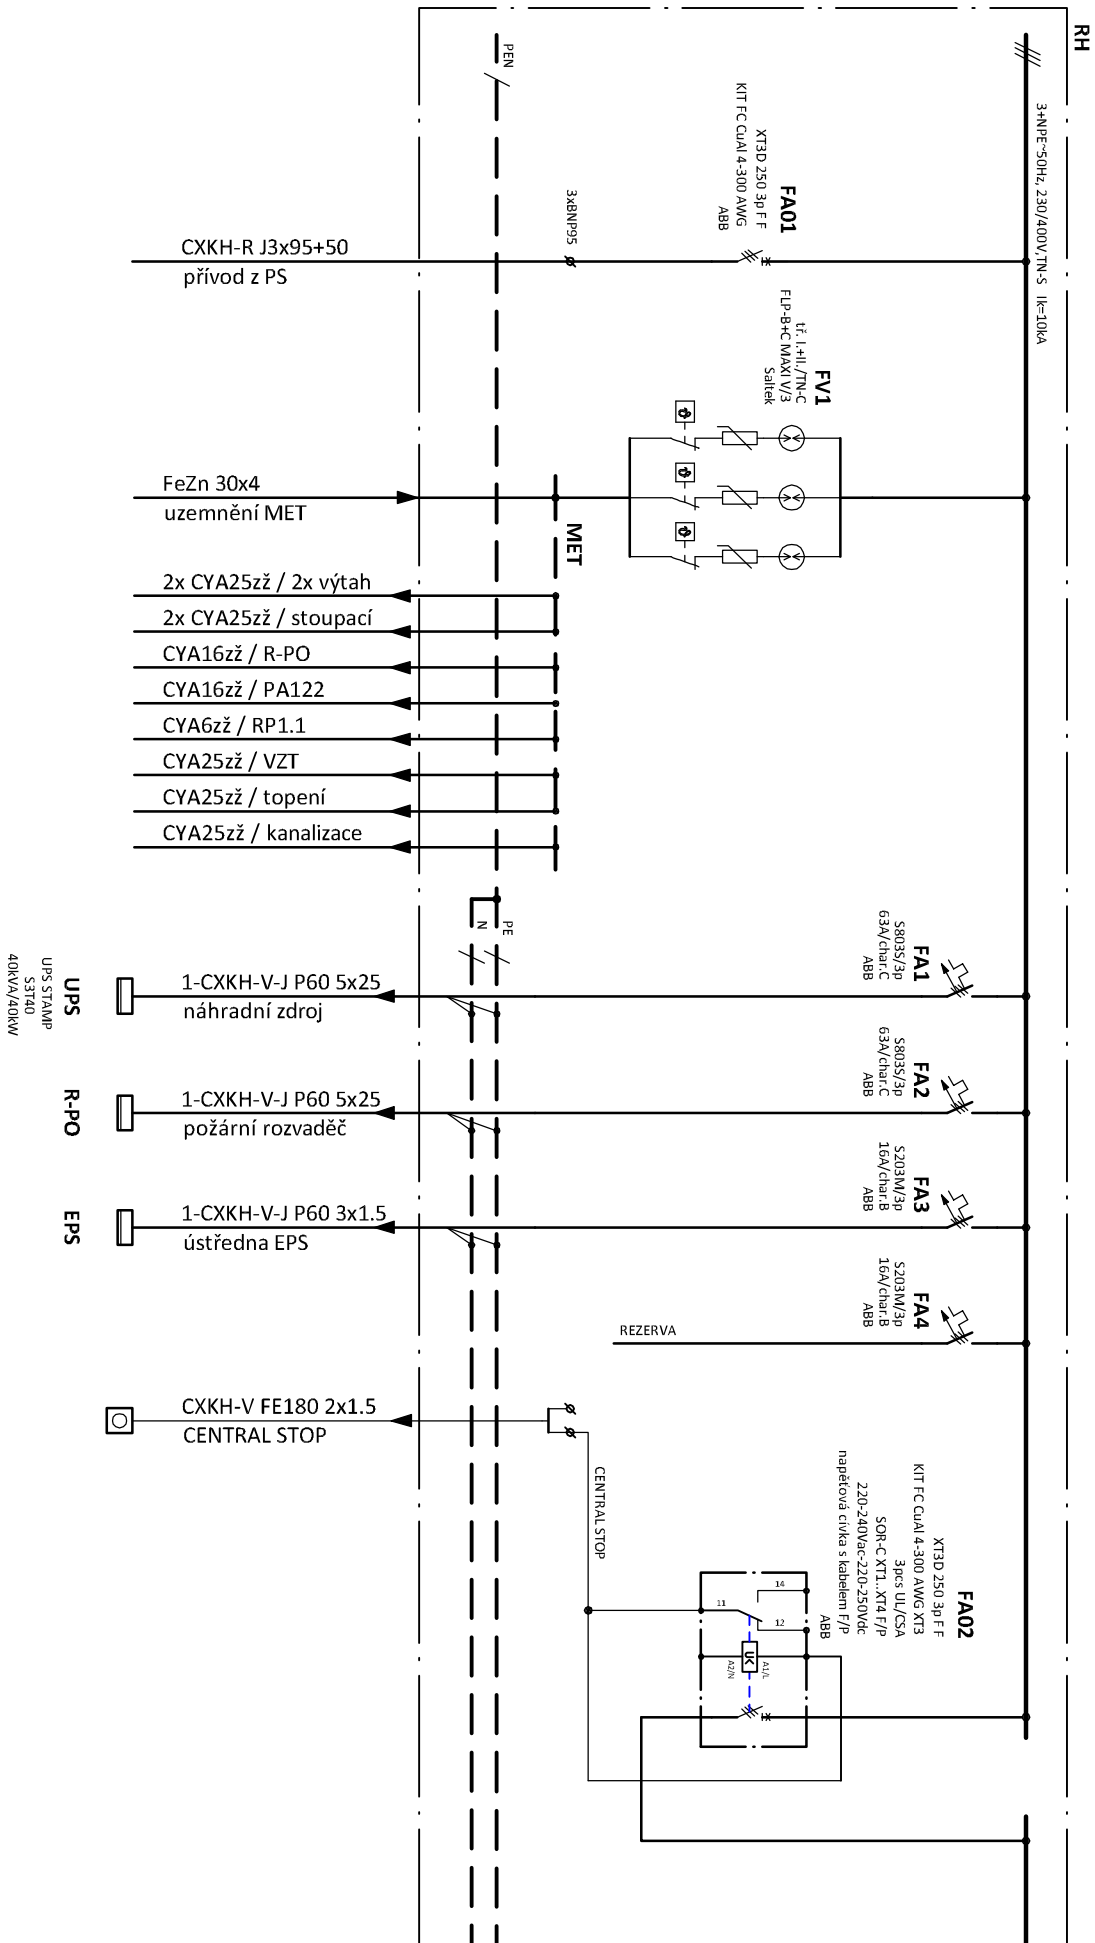 RH
3+NPE~50Hz, 230/400V,TN-S Ik=10kA
PEN
FA01
XT3D 250 3p F F
KIT FC CuAl 4-300 AWG
ABB
3xBNP95
CXKH-R J3x95+50
přívod z PS
FV1
tř. I.+II./TN-C
FLP-B+C MAXI V/3
Saltek
ϑ
ϑ
ϑ
MET
FeZn 30x4
uzemnění MET
2x CYA25zž / 2x výtah
2x CYA25zž / stoupací
CYA16zž / R-PO
CYA16zž / PA122
CYA6zž / RP1.1
CYA25zž / VZT
CYA25zž / topení
CYA25zž / kanalizace
PE
N
FA1
S803S/3p
63A/char.C
ABB
1-CXKH-V-J P60 5x25
náhradní zdroj
UPS
UPS STAMP
S3T40
40kVA/40kW
FA2
S803S/3p
63A/char.C
ABB
1-CXKH-V-J P60 5x25
požární rozvaděč
R-PO
FA3
S203M/3p
16A/char.B
ABB
1-CXKH-V-J P60 3x1.5
ústředna EPS
EPS
FA4
S203M/3p
16A/char.B
ABB
REZERVA
CXKH-V FE180 2x1.5
CENTRAL STOP
CENTRAL STOP
FA02
XT3D 250 3p F F
KIT FC CuAl 4-300 AWG XT3
3pcs UL/CSA
SOR-C XT1..XT4 F/P
220-240Vac-220-250Vdc
napěťová cívka s kabelem F/P
ABB
14
11
12
U<
A1/L
A2/N